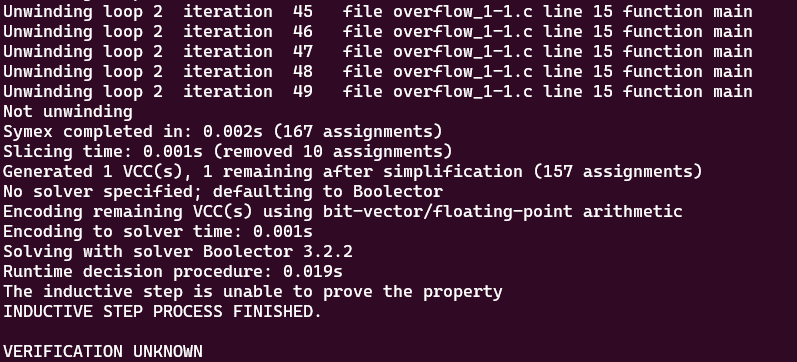 Unwinding loop 2  iteration  45   file overflow_1-1.c line 15 function main
Unwinding loop 2  iteration  46   file overflow_1-1.c line 15 function main
Unwinding loop 2  iteration  47   file overflow_1-1.c line 15 function main
Unwinding loop 2  iteration  48   file overflow_1-1.c line 15 function main
Unwinding loop 2  iteration  49   file overflow_1-1.c line 15 function main
Not unwinding
Symex completed in: 0.002s (167 assignments)
Slicing time: 0.001s (removed 10 assignments)
Generated 1 VCC(s), 1 remaining after simplification (157 assignments)
No solver specified; defaulting to Boolector
Encoding remaining VCC(s) using bit-vector/floating-point arithmetic
Encoding to solver time: 0.001s
Solving with solver Boolector 3.2.2
Runtime decision procedure: 0.019s
The inductive step is unable to prove the property
INDUCTIVE STEP PROCESS FINISHED.

VERIFICATION UNKNOWN